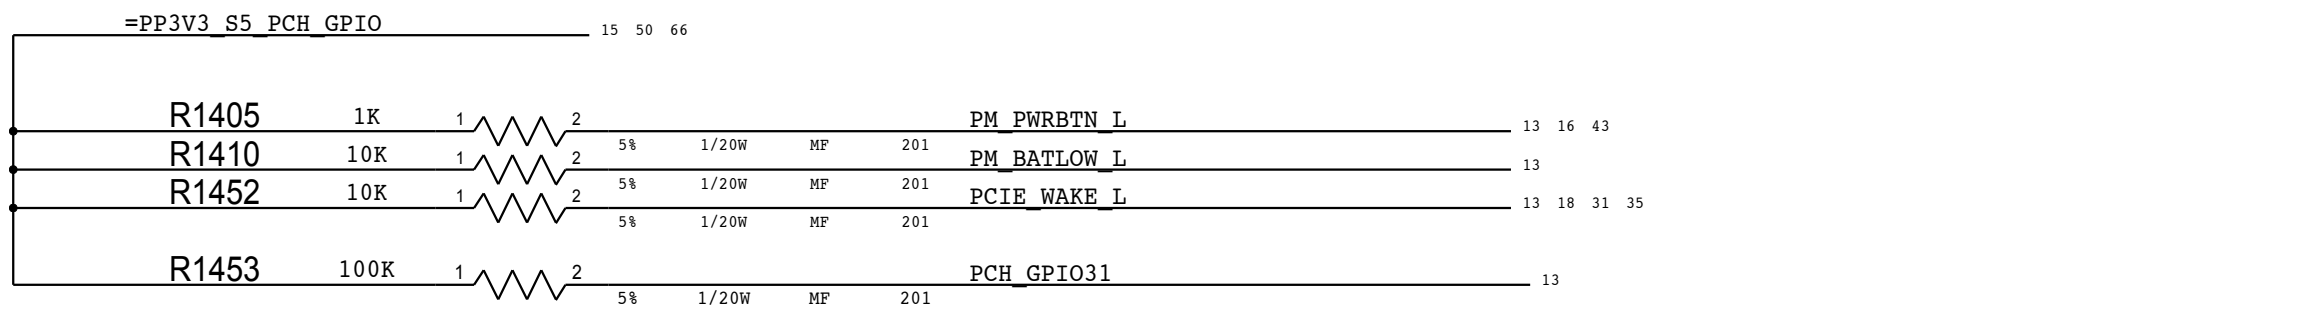 =PP3V3_S5_PCH_GPIO 15 50 66
R1405 1K 1 2 PM_PWRBTN_L 13 16 43
5% 1/20W MF 201
R1410 10K 1 2 PM_BATLOW_L 13
5% 1/20W MF 201
R1452 10K 1 2 PCIE_WAKE_L 13 18 31 35
5% 1/20W MF 201
R1453 100K 1 2 PCH_GPIO31 13
5% 1/20W MF 201